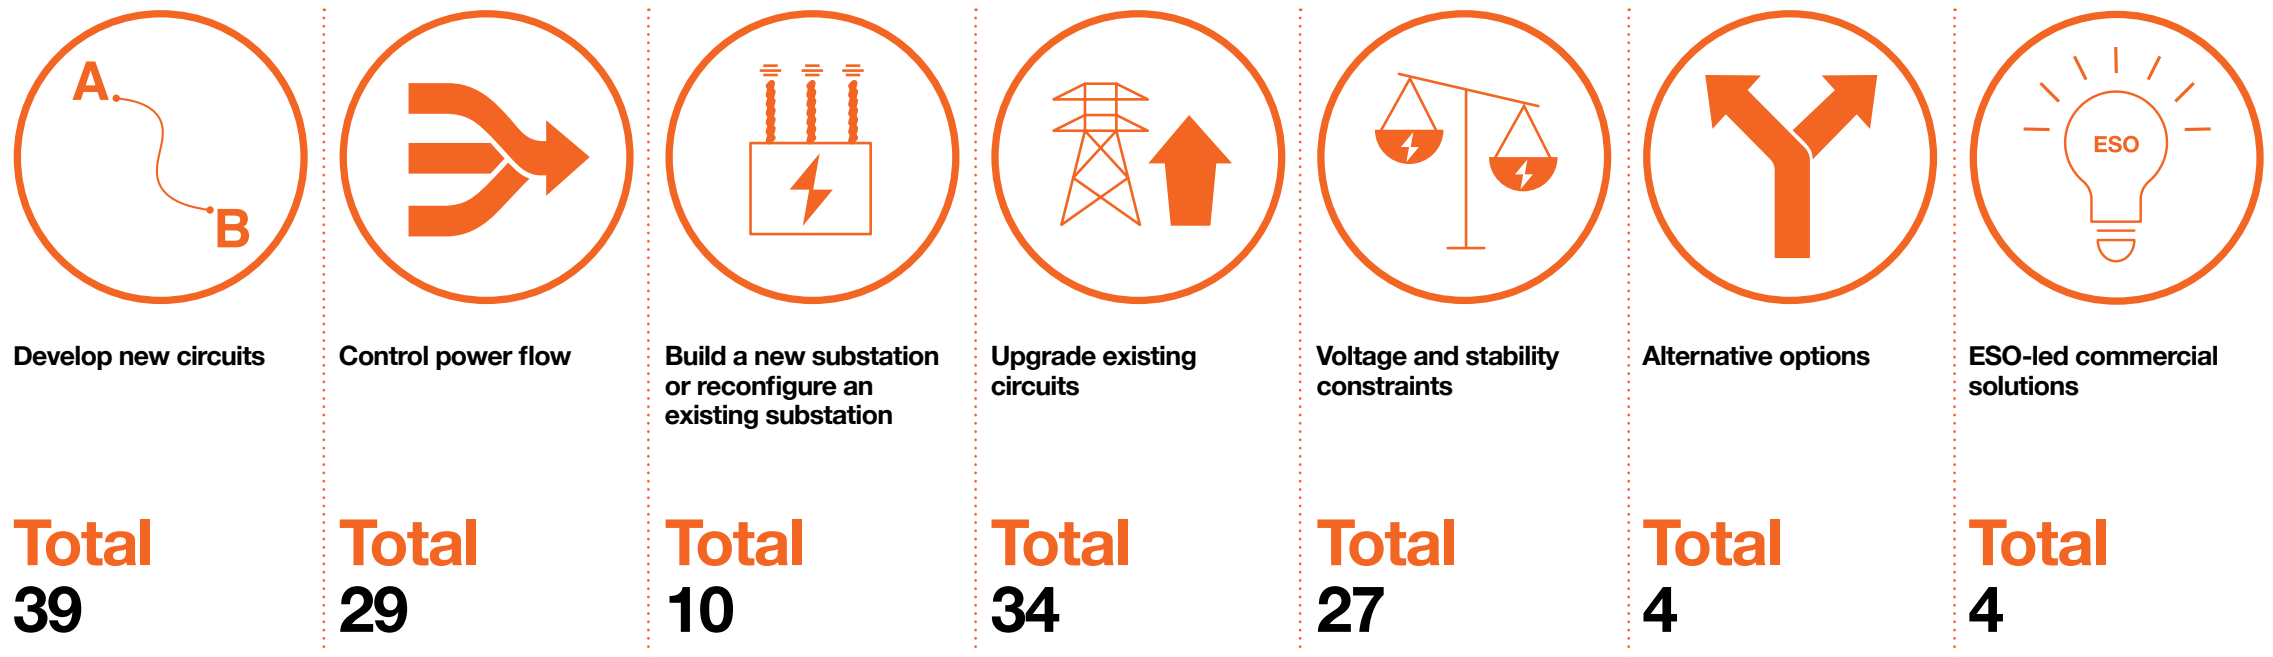 A
B
ESO
Develop new circuits
Control power flow
Build a new substation
or reconfigure an
existing substation
Upgrade existing
circuits
Voltage and stability
constraints
Alternative options
ESO-led commercial
solutions
Total
39
Total
29
Total
10
Total
34
Total
27
Total
4
Total
4